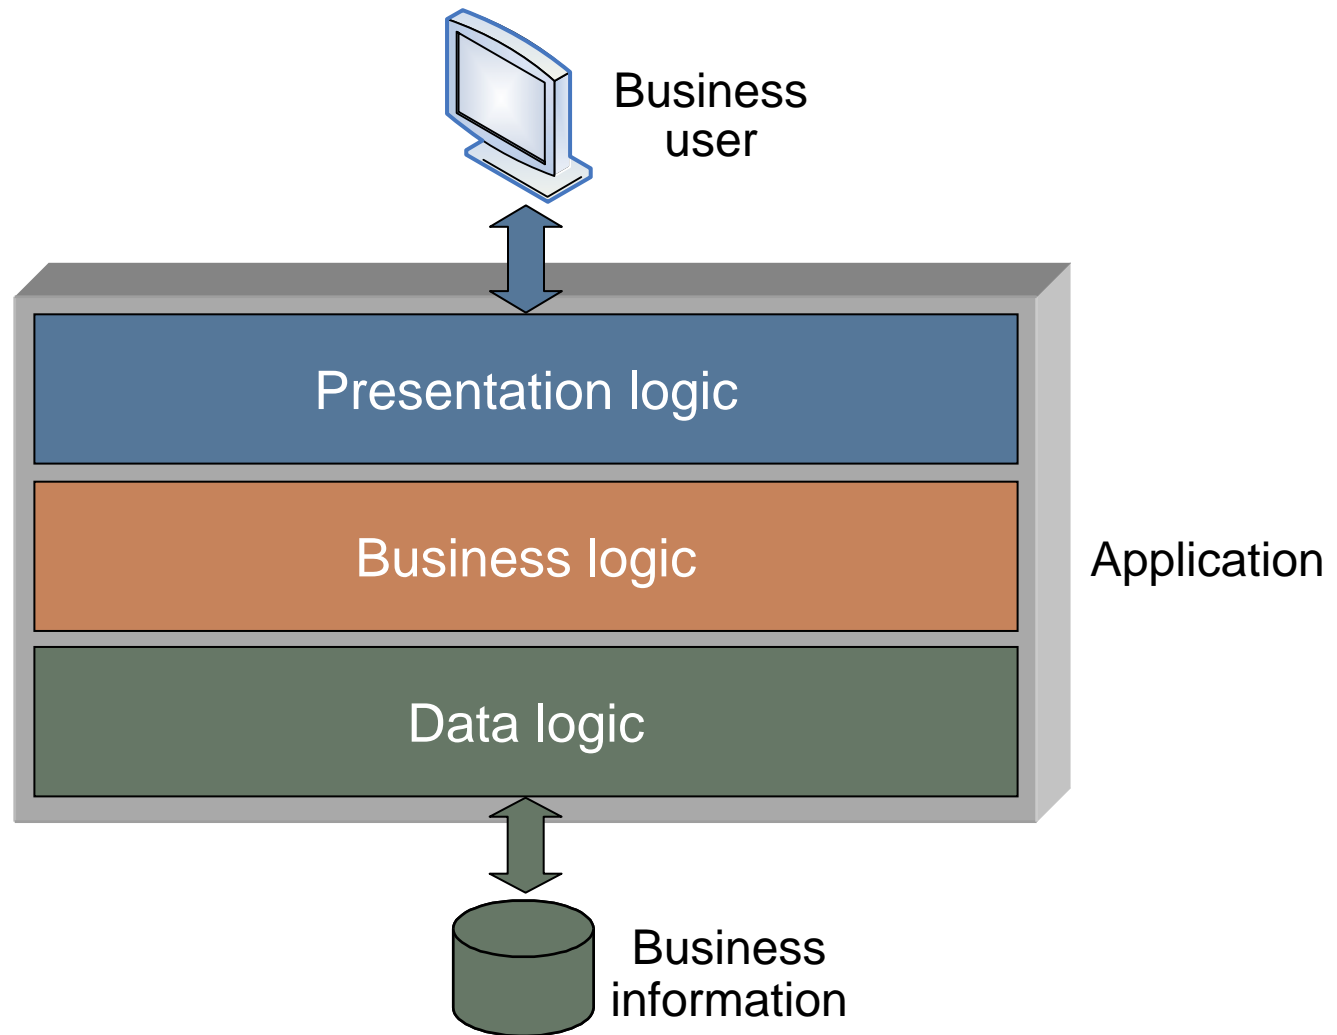 Business
user
Presentation logic
Business logic
Application
Data logic
Business
information